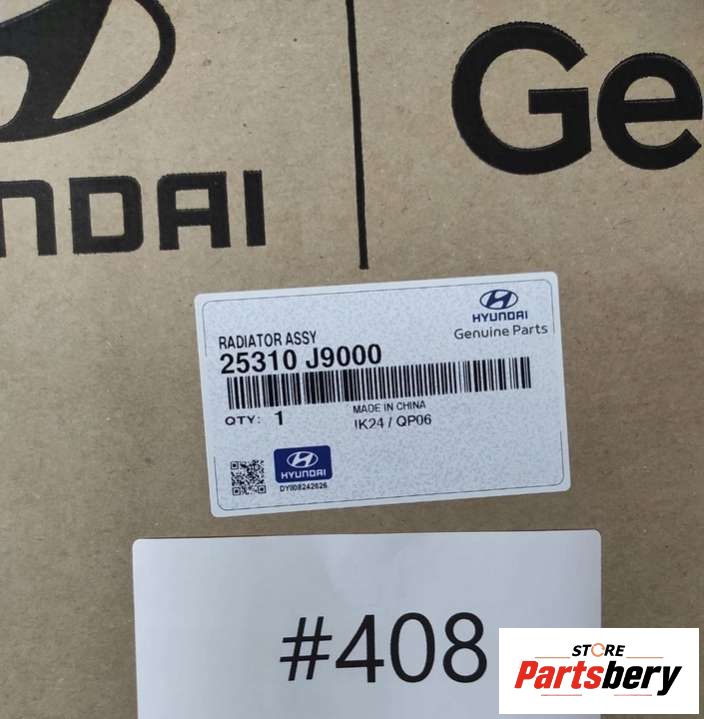 Ge
NDAI
HYUNDAI
Genuine Parts
RADIATOR ASSY
25310 J9000
MADE IN CHINA
QTY: 1
IK24 / QP06
HYUNDAI
#408
STORE
Partsbery